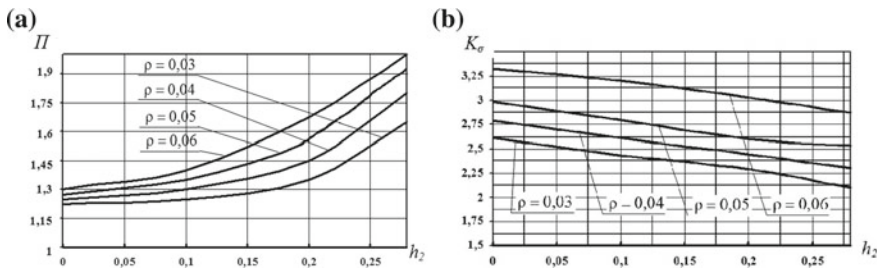 (a)
Π
1,9
1,75
1,6
1,45
1,3
1,15
1
ρ = 0,03
ρ = 0,04
ρ = 0,05
ρ = 0,06
0 0,05 0,1 0,15 0,2 0,25 h₂
(b)
Kσ
3,25
3
2,75
2,5
2,25
2
1,75
1,5
ρ = 0,03 ρ – 0,04 ρ = 0,05 ρ = 0,06
0 0,05 0,1 0,15 0,2 0,25 h₂